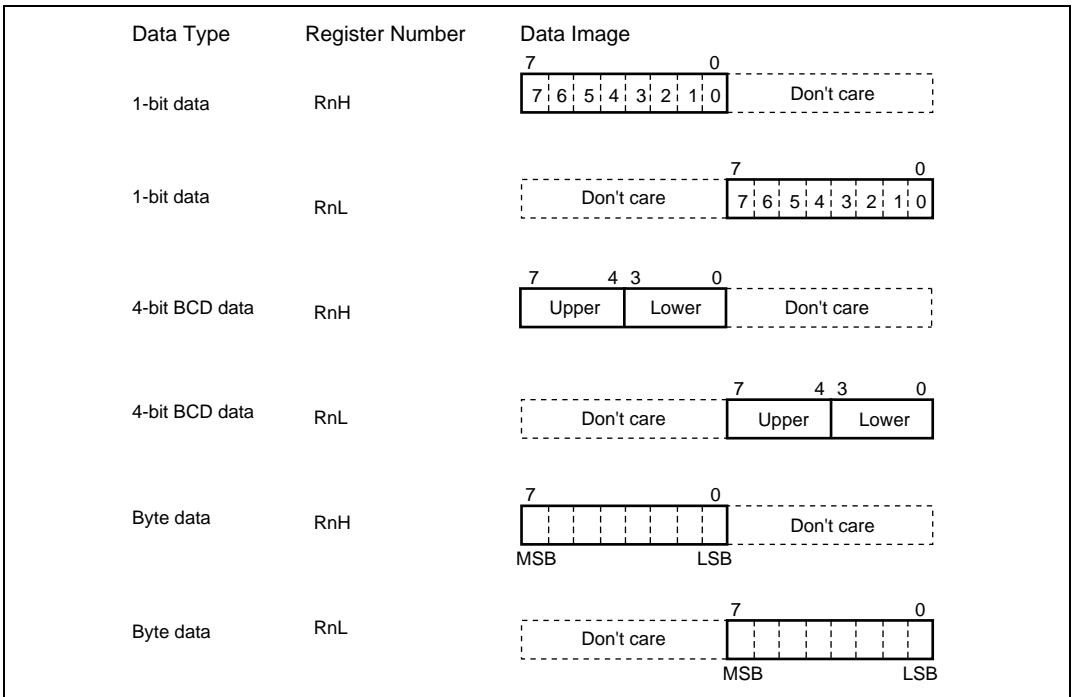 Data Type Register Number Data Image
7 0
1-bit data RnH 7 6 5 4 3 2 1 0 Don't care
7 0
1-bit data RnL Don't care 7 6 5 4 3 2 1 0
7 4 3 0
4-bit BCD data RnH Upper Lower Don't care
7 4 3 0
4-bit BCD data RnL Don't care Upper Lower
7 0
Byte data RnH Don't care
MSB LSB
7 0
Byte data RnL Don't care
MSB LSB